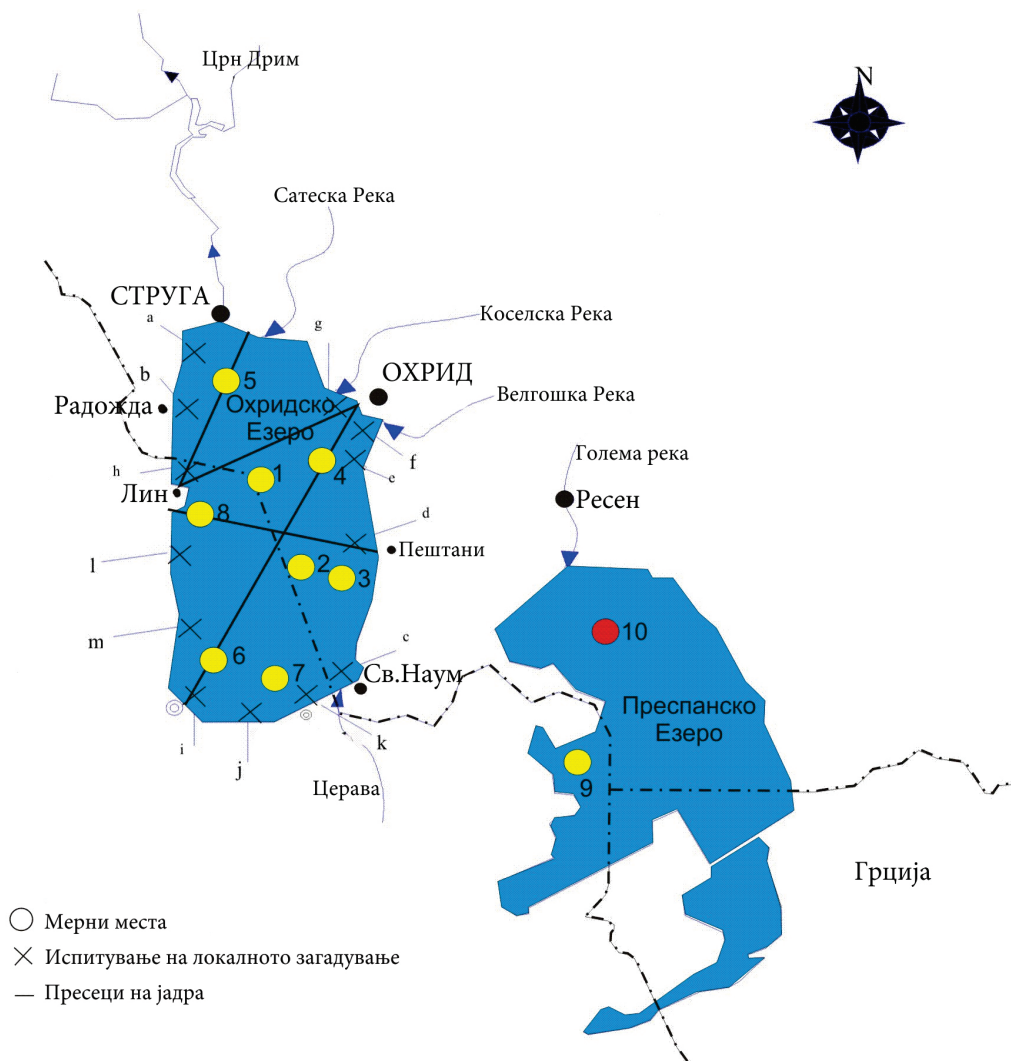 Црн Дрим
N
Сатеска Река
СТРУГА
a
g
Коселска Река
b
5
ОХРИД
Радожда
Охридско
Езеро
Велгошка Река
f
4
e
h
1
Голема река
Лин
Ресен
8
d
Пештани
l
2
3
m
10
c
6
7
Св.Наум
Преспанско
Езеро
k
i
j
9
Церава
Грција
Мерни места
Испитување на локалното загадување
Пресеци на јадра